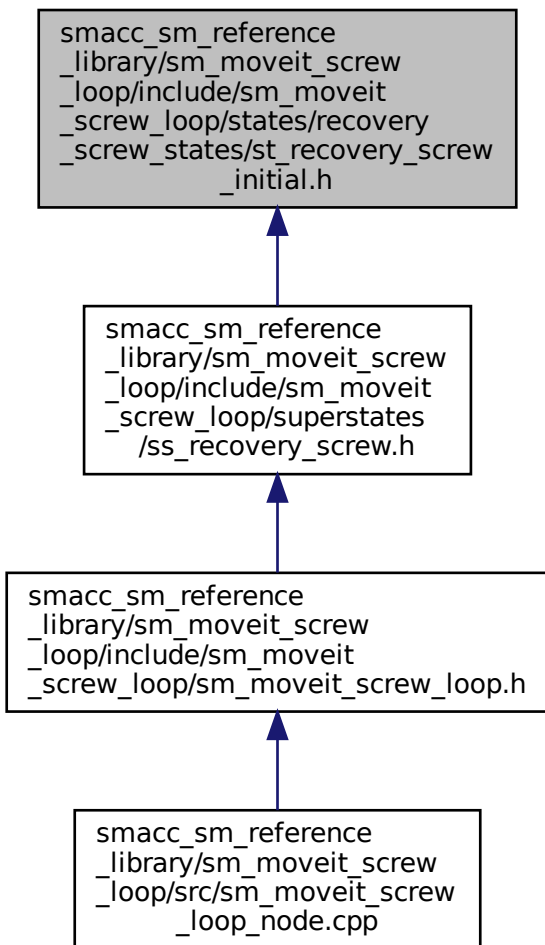 smacc_sm_reference
_library/sm_moveit_screw
_loop/include/sm_moveit
_screw_loop/states/recovery
_screw_states/st_recovery_screw
_initial.h
smacc_sm_reference
_library/sm_moveit_screw
_loop/include/sm_moveit
_screw_loop/superstates
/ss_recovery_screw.h
smacc_sm_reference
_library/sm_moveit_screw
_loop/include/sm_moveit
_screw_loop/sm_moveit_screw_loop.h
smacc_sm_reference
_library/sm_moveit_screw
_loop/src/sm_moveit_screw
_loop_node.cpp